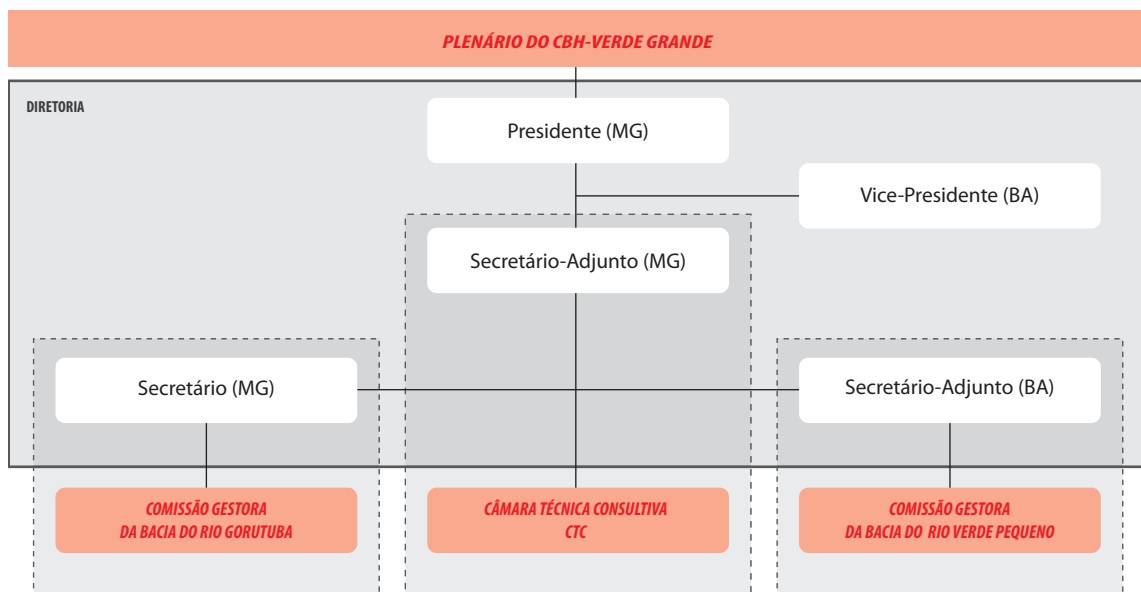 PLENÁRIO DO CBH-VERDE GRANDE
DIRETORIA
Presidente (MG)
Vice-Presidente (BA)
Secretário-Adjunto (MG)
Secretário (MG)
Secretário-Adjunto (BA)
COMISSÃO GESTORA
DA BACIA DO RIO GORUTUBA
CÂMARA TÉCNICA CONSULTIVA
CTC
COMISSÃO GESTORA
DA BACIA DO RIO VERDE PEQUENO